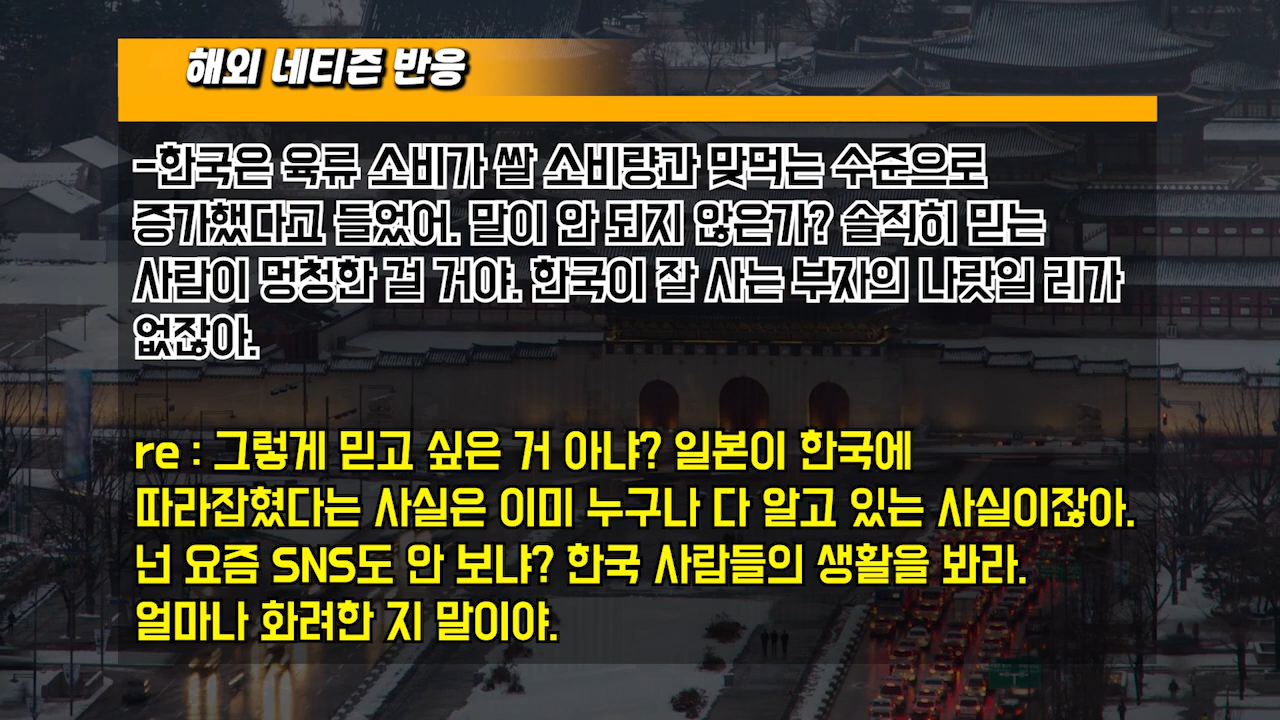 해외 네티즌 반응
-한국은 육류 소비가 쌀 소비량과 맞먹는 수준으로
증가했다고 들었어. 말이 안 되지 않은가? 솔직히 믿는
사람이 멍청한 걸 거야. 한국이 잘 사는 부자의 나랏일 리가
없잖아.
re : 그렇게 믿고 싶은 거 아냐? 일본이 한국에
따라잡혔다는 사실은 이미 누구나 다 알고 있는 사실이잖아.
넌 요즘 SNS도 안 보냐? 한국 사람들의 생활을 봐라.
얼마나 화려한 지 말이야.